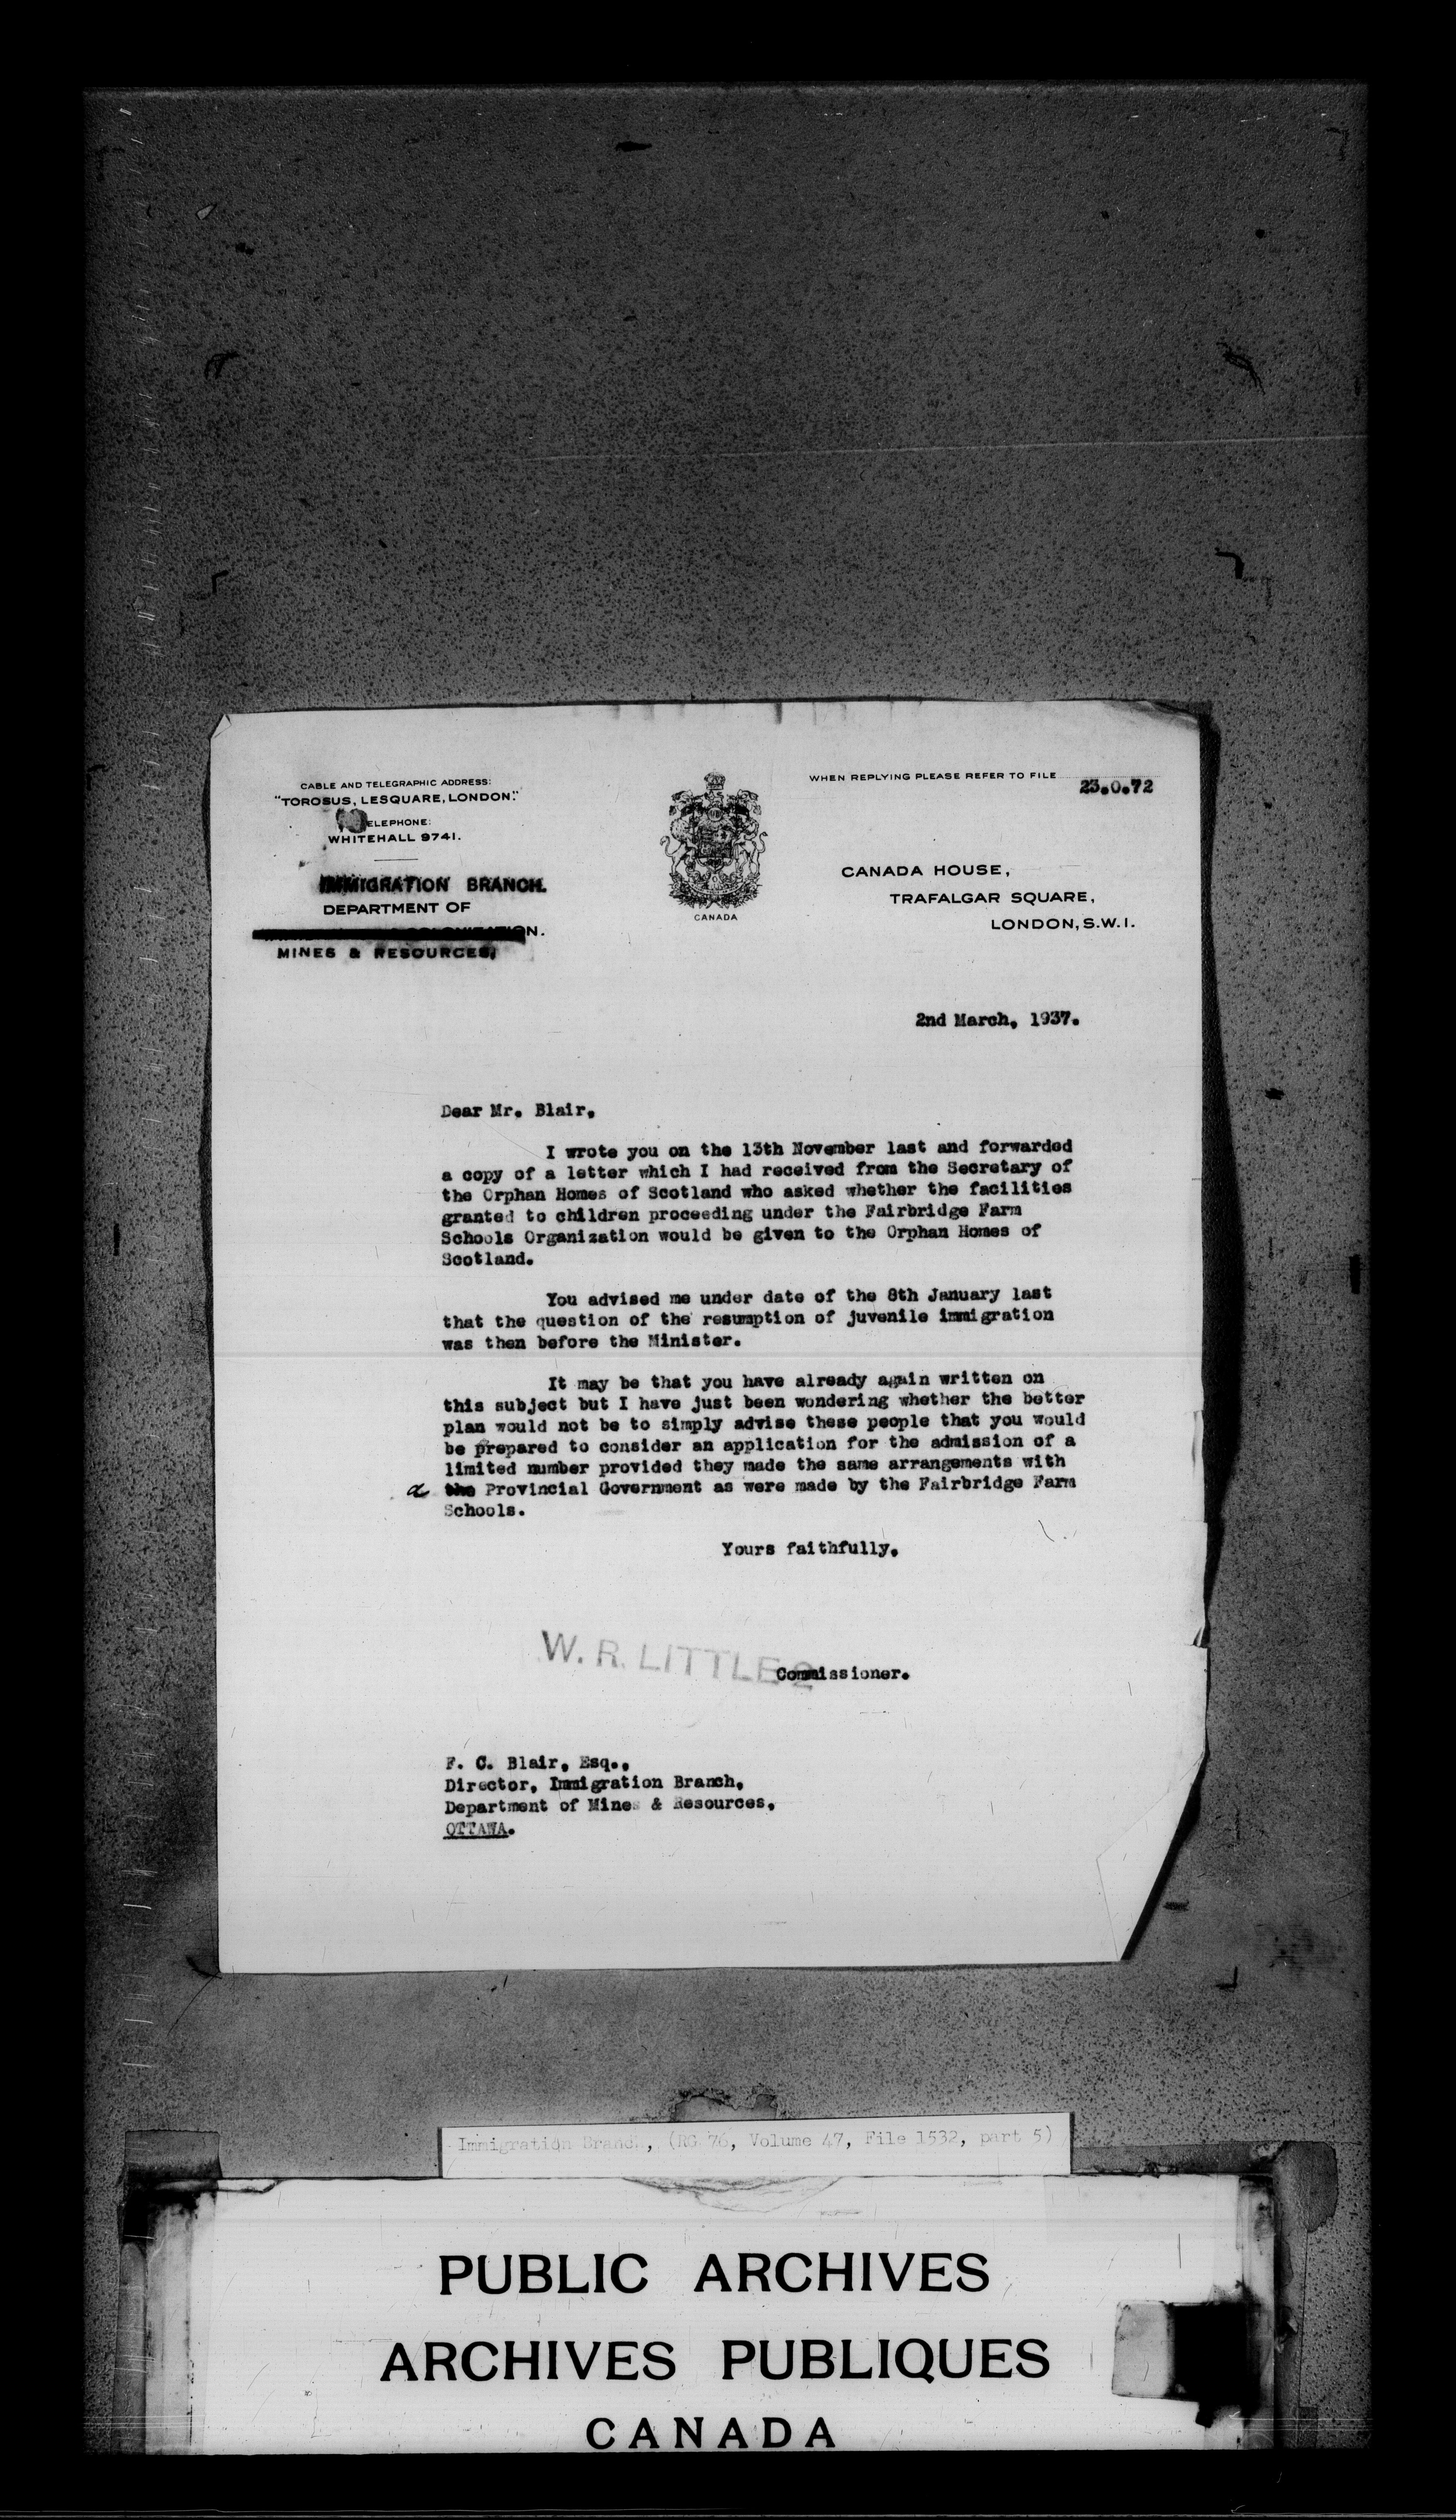 CABLE AND TELEGRAPHIC ADDRESS:
"TOROSUS, LESQUARE, LONDON."
ELEPHONE:
WHITEHALL 9741.
IMMIGRATION BRANCH.
DEPARTMENT OF
N.
MINES & RESOURCES,
CANADA
WHEN REPLYING PLEASE REFER TO FILE 23.0.72
CANADA HOUSE,
TRAFALGAR SQUARE,
LONDON, S.W.1.
2nd March, 1937.
Dear Mr. Blair,
I wrote you on the 13th November last and forwarded
a copy of a letter which I had received from the Secretary of
the Orphan Homes of Scotland who asked whether the facilities
granted to children proceeding under the Fairbridge Farm
Schools Organization would be given to the Orphan Homes of
Scotland.
You advised me under date of the 8th January last
that the question of the resumption of juvenile immigration
was then before the Minister.
It may be that you have already again written on
this subject but I have just been wondering whether the better
plan would not be to simply advise these people that you would
be prepared to consider an application for the admission of a
limited number provided they made the same arrangements with
a the Provincial Government as were made by the Fairbridge Farm
Schools.
Yours faithfully,
W. R. LITTLE
Commissioner.
F. C. Blair, Esq.,
Director, Immigration Branch,
Department of Mines & Resources,
OTTAWA.
Immigration Branch, (RG 76, Volume 47, File 1532, part 5)
PUBLIC ARCHIVES
ARCHIVES PUBLIQUES
CANADA